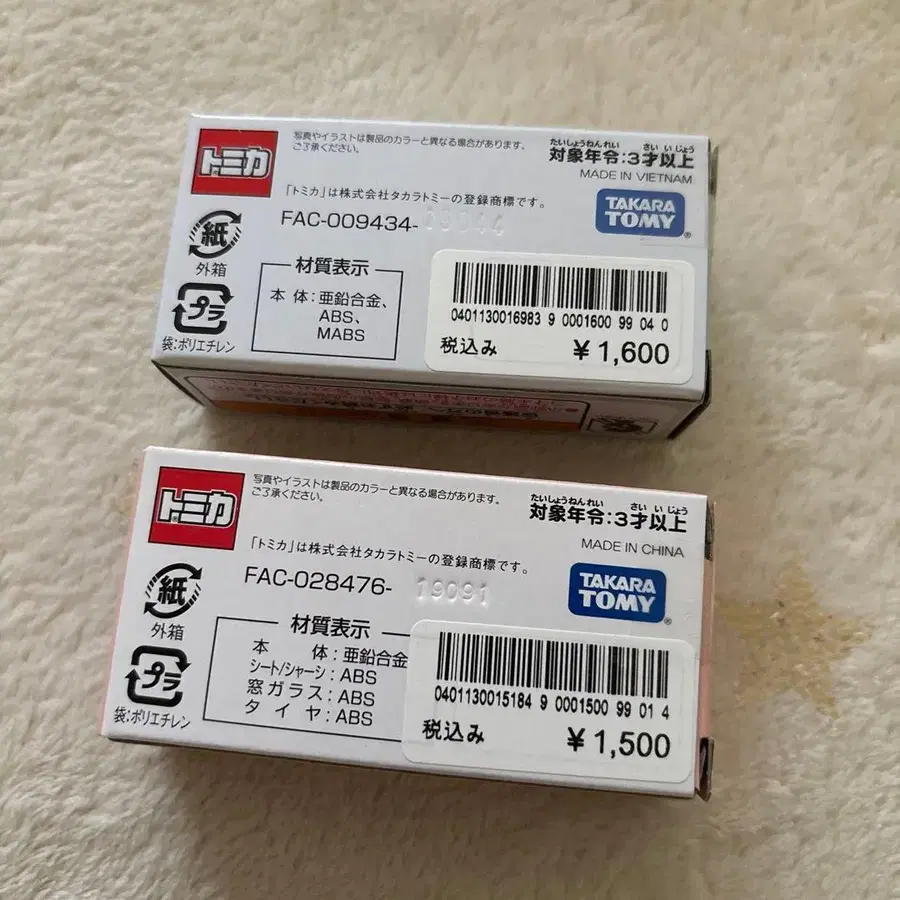 トミカ
写真やイラストは製品のカラーと異なる場合があります。
ご了承ください。
たいしょうねんれい さい いじょう
対象年令:3才以上
MADE IN VIETNAM
「トミカ」は株式会社タカラトミーの登録商標です。
TAKARA
TOMY®
FAC-009434-
紙
外箱
プラ
袋:ポリエチレン
材質表示
本 体:亜鉛合金、
ABS、
MABS
0401130016983 9 0001600 99 04 0
税込み ¥1,600
トミカ
写真やイラストは製品のカラーと異なる場合があります。
ご了承ください。
たいしょうねんれい さい いじょう
対象年令:3才以上
MADE IN CHINA
「トミカ」は株式会社タカラトミーの登録商標です。
TAKARA
TOMY®
FAC-028476- 19091
紙
外箱
プラ
袋:ポリエチレン
材質表示
本 体:亜鉛合金
シート/シャーシ:ABS
窓ガラス:ABS
タイヤ:ABS
0401130015184 9 0001500 99 01 4
税込み ¥1,500